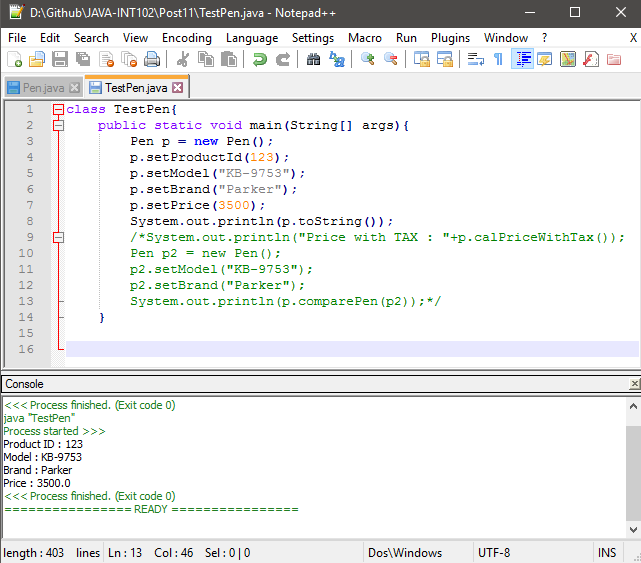 D:\Github\JAVA-INT102\Post11\TestPen.java - Notepad++
File Edit Search View Encoding Language Settings Macro Run Plugins Window ? X
Pen.java TestPen.java
1 class TestPen{
2 public static void main(String[] args){
3 Pen p = new Pen();
4 p.setProductId(123);
5 p.setModel("KB-9753");
6 p.setBrand("Parker");
7 p.setPrice(3500);
8 System.out.println(p.toString());
9 /*System.out.println("Price with TAX : "+p.calPriceWithTax());
10 Pen p2 = new Pen();
11 p2.setModel("KB-9753");
12 p2.setBrand("Parker");
13 System.out.println(p.comparePen(p2));*/
14 }
15
16
Console
<<< Process finished. (Exit code 0)
java "TestPen"
Process started >>>
Product ID : 123
Model : KB-9753
Brand : Parker
Price : 3500.0
<<< Process finished. (Exit code 0)
================ READY ================
length : 403 lines Ln : 13 Col : 46 Sel : 0 | 0 Dos\Windows UTF-8 INS